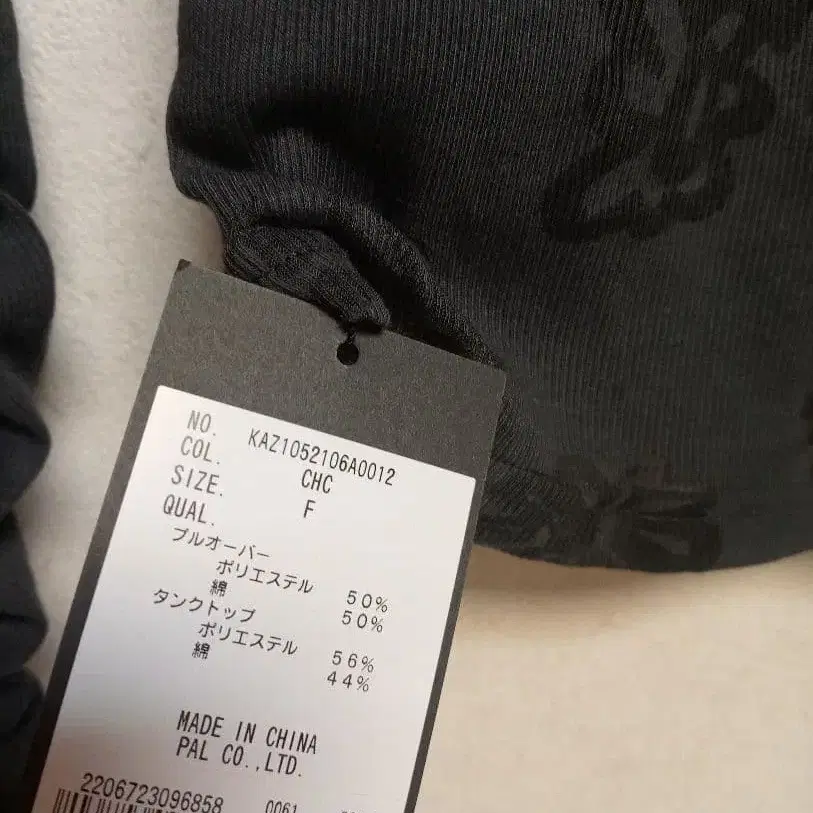 NO. KAZ1052106A0012
COL. CHC
SIZE. F
QUAL.
プルオーバー
ポリエステル 50%
綿 50%
タンクトップ
ポリエステル 56%
綿 44%
MADE IN CHINA
PAL CO.,LTD.
2206723096858 0061